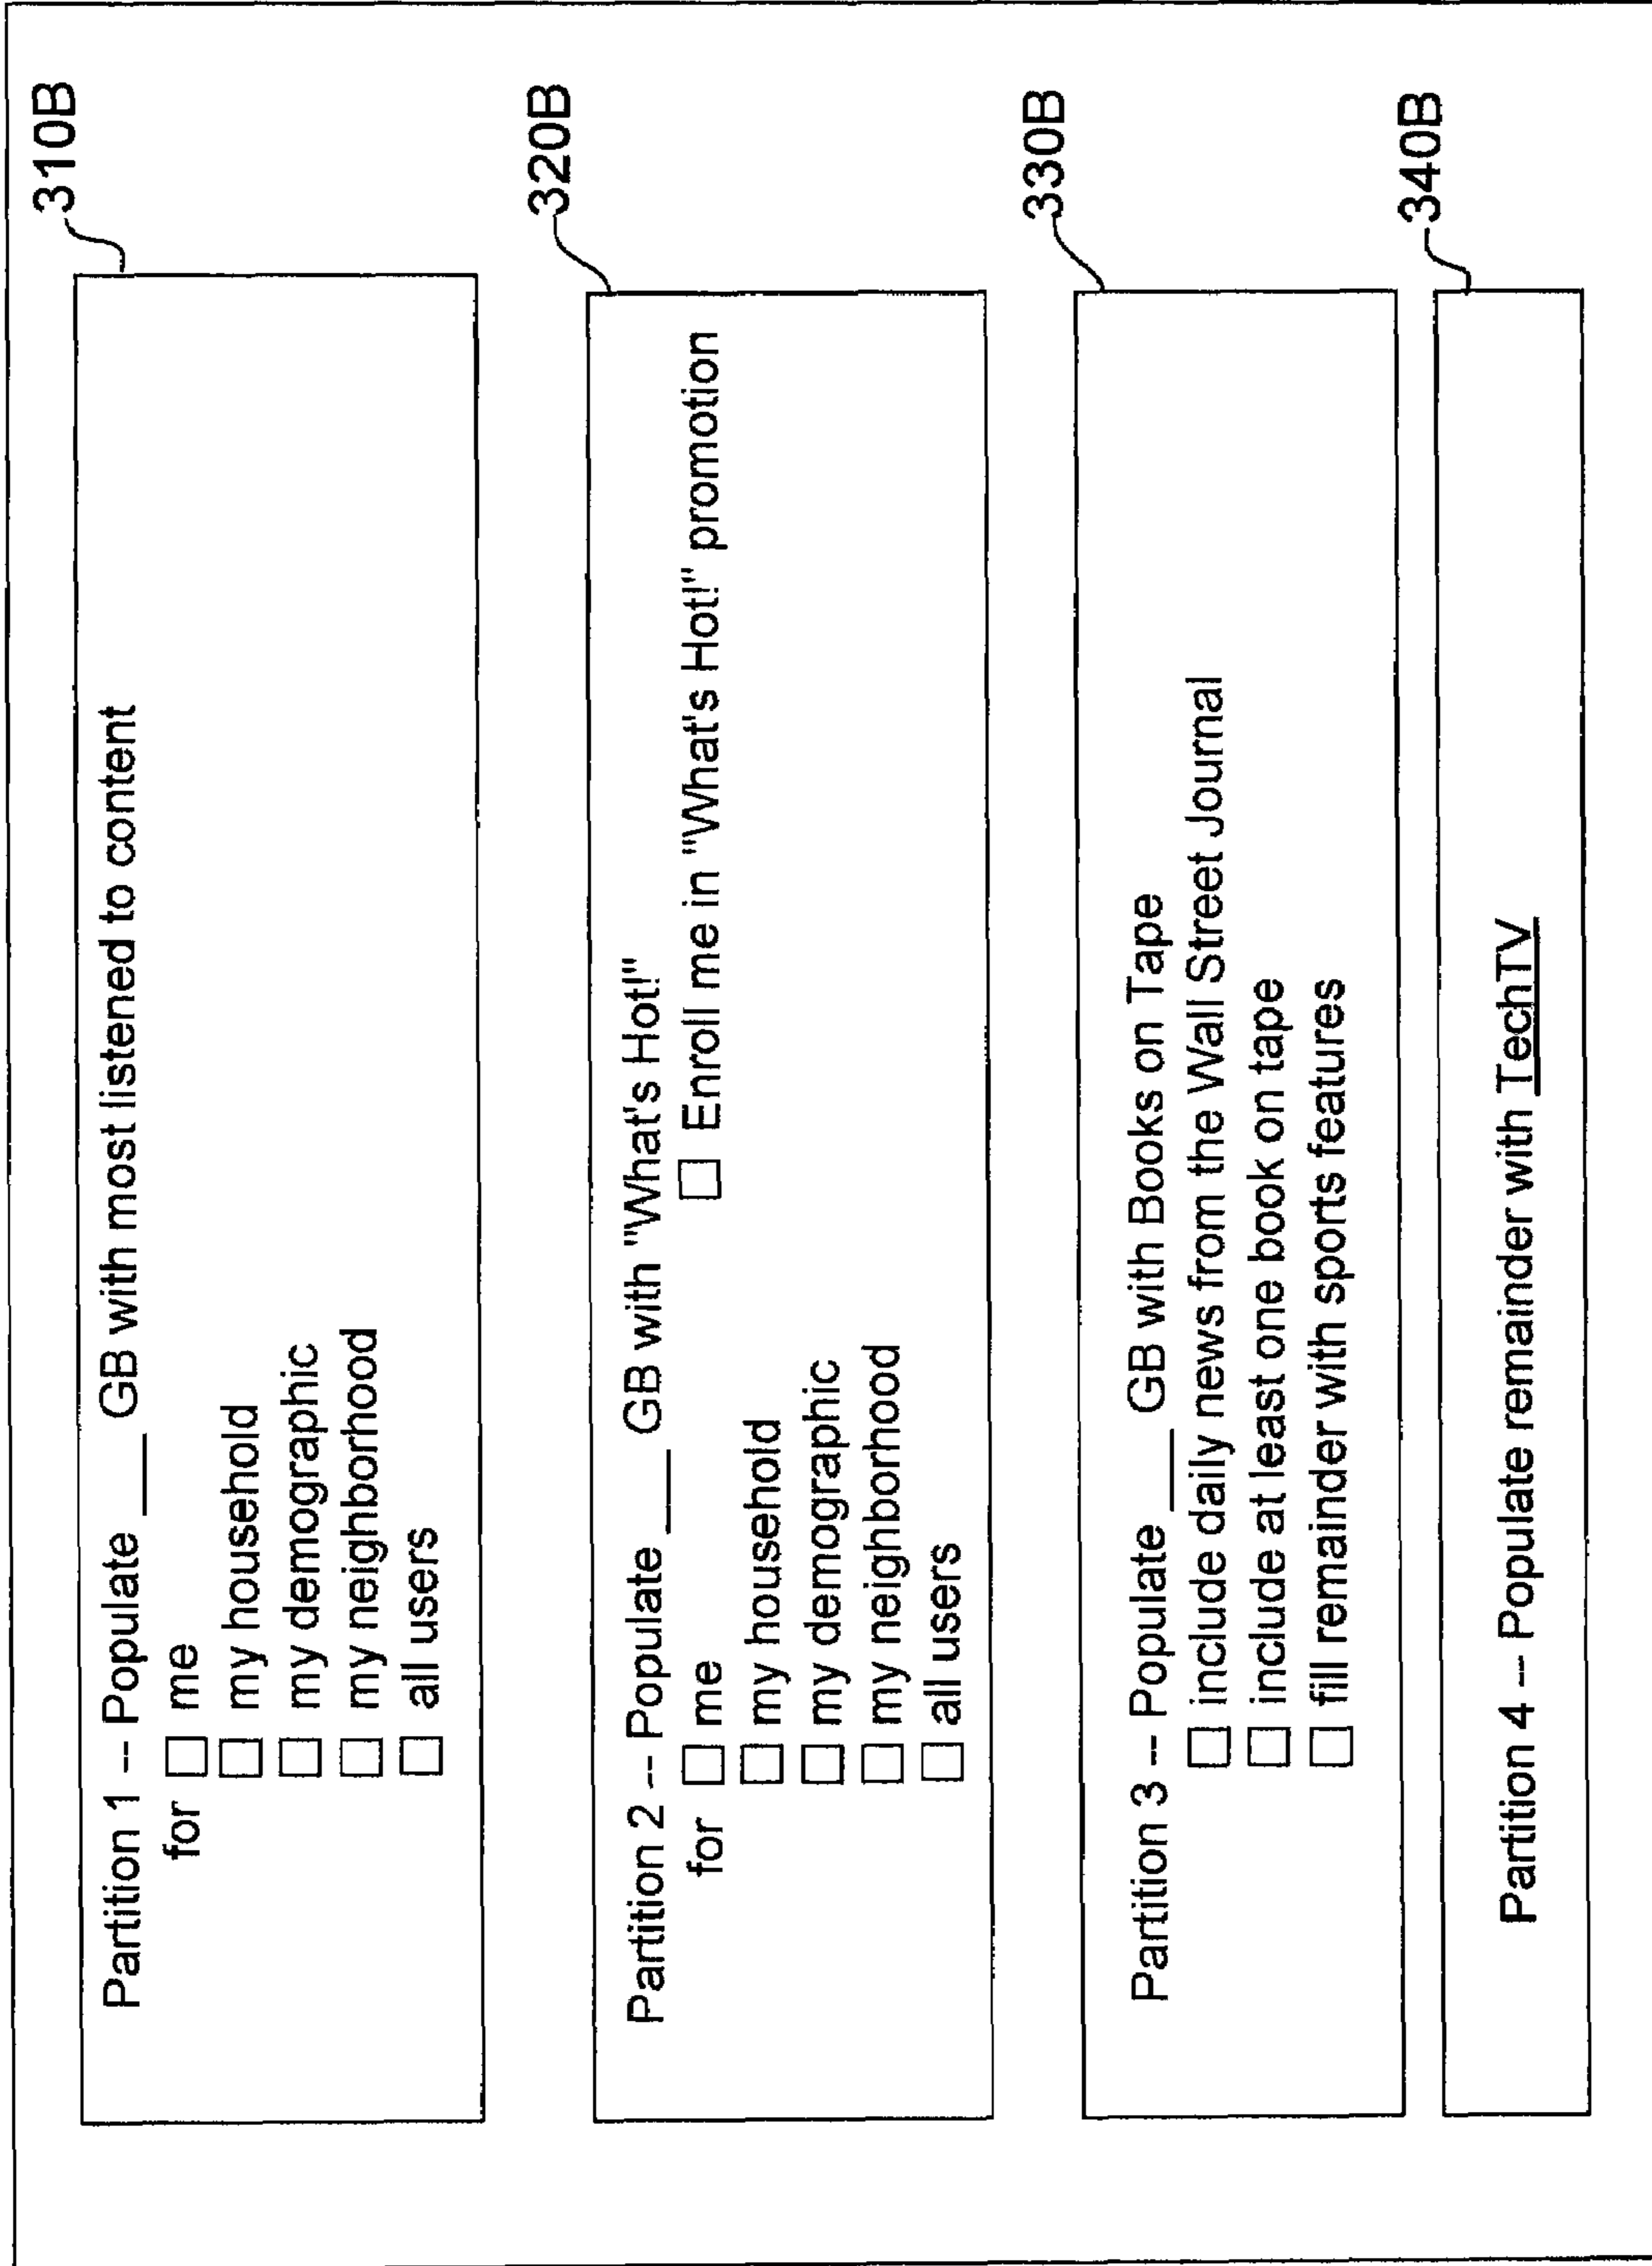 310B
Partition 1 -- Populate ___ GB with most listened to content
for ☐ me
☐ my household
☐ my demographic
☐ my neighborhood
☐ all users
320B
Partition 2 -- Populate ___ GB with "What's Hot!"
for ☐ me ☐ Enroll me in "What's Hot!" promotion
☐ my household
☐ my demographic
☐ my neighborhood
☐ all users
330B
Partition 3 -- Populate ___ GB with Books on Tape
☐ include daily news from the Wall Street Journal
☐ include at least one book on tape
☐ fill remainder with sports features
340B
Partition 4 -- Populate remainder with TechTV